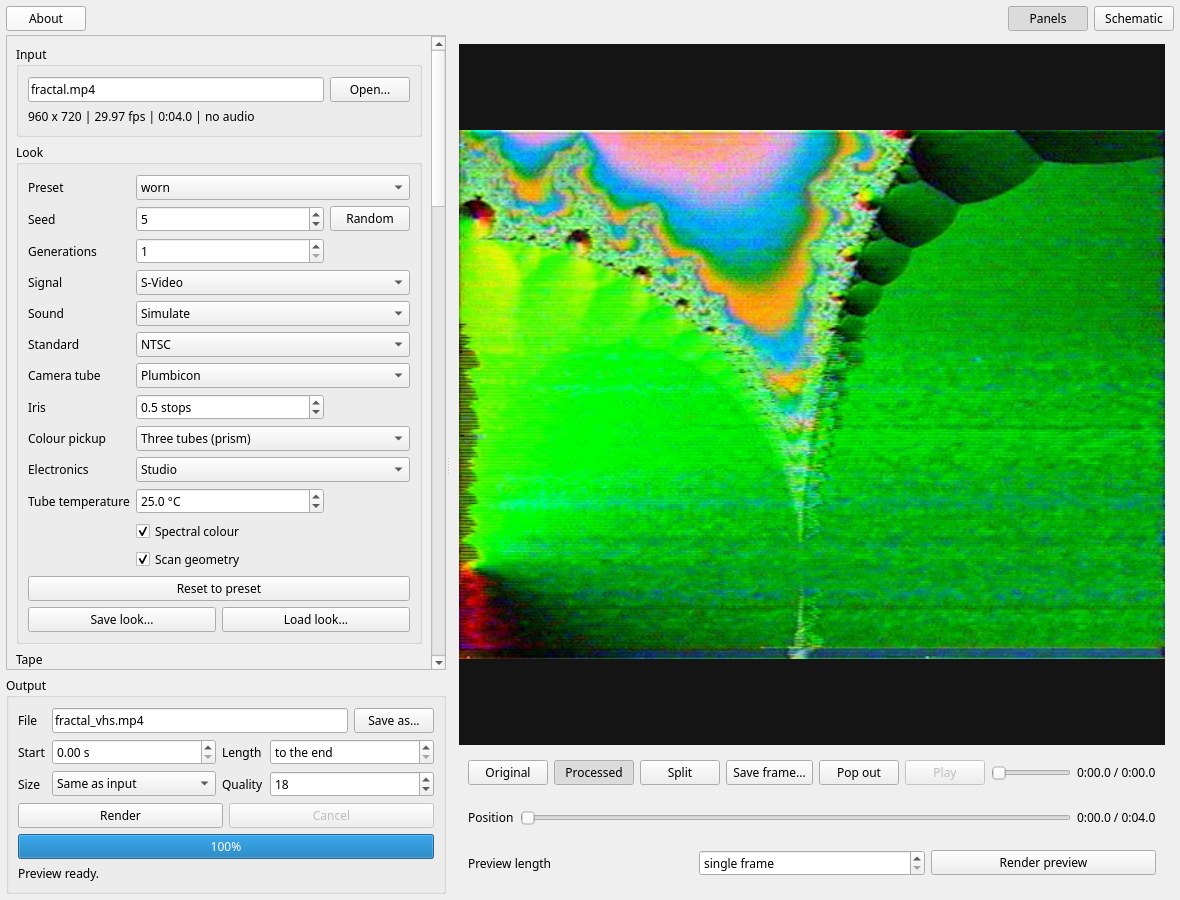 About
Panels
Schematic
Input
fractal.mp4
Open...
960 x 720 | 29.97 fps | 0:04.0 | no audio
Look
Preset
worn
Seed
5
Random
Generations
1
Signal
S-Video
Sound
Simulate
Standard
NTSC
Camera tube
Plumbicon
Iris
0.5 stops
Colour pickup
Three tubes (prism)
Electronics
Studio
Tube temperature
25.0 °C
Spectral colour
Scan geometry
Reset to preset
Save look...
Load look...
Tape
Output
File
fractal_vhs.mp4
Save as...
Start
0.00 s
Length
to the end
Size
Same as input
Quality
18
Render
Cancel
100%
Preview ready.
Original
Processed
Split
Save frame...
Pop out
Play
0:00.0 / 0:00.0
Position
0:00.0 / 0:04.0
Preview length
single frame
Render preview